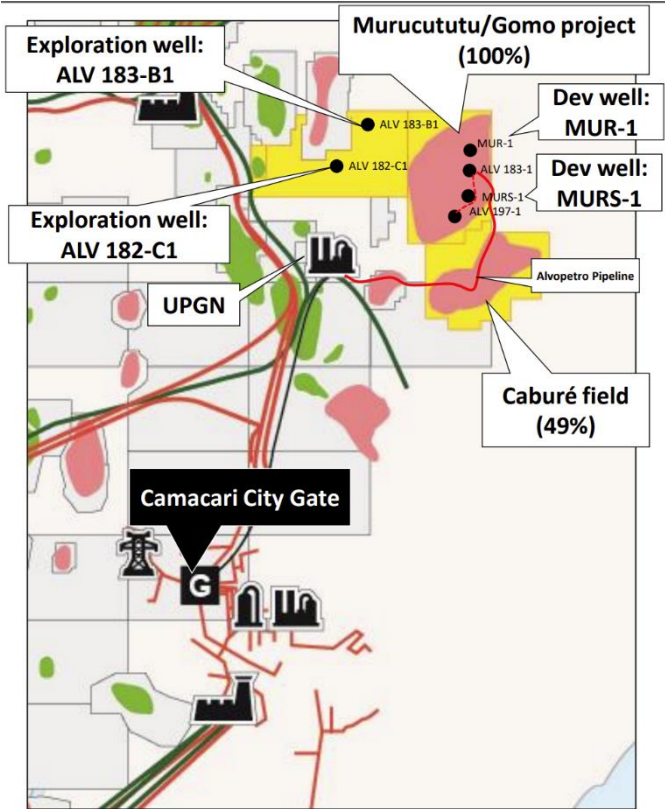 Exploration well:
ALV 183-B1
Murucututu/Gomo project
(100%)
Dev well:
MUR-1
ALV 183-B1
MUR-1
ALV 182-C1
ALV 183-1
Dev well:
MURS-1
MURS-1
ALV 197-1
Exploration well:
ALV 182-C1
UPGN
Alvopetro Pipeline
Caburé field
(49%)
Camacari City Gate
G